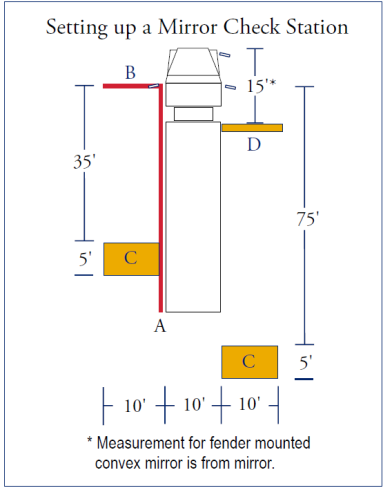 Setting up a Mirror Check Station
B
15'*
D
35'
75'
5'
C
A
C
5'
10'
10'
10'
* Measurement for fender mounted
convex mirror is from mirror.